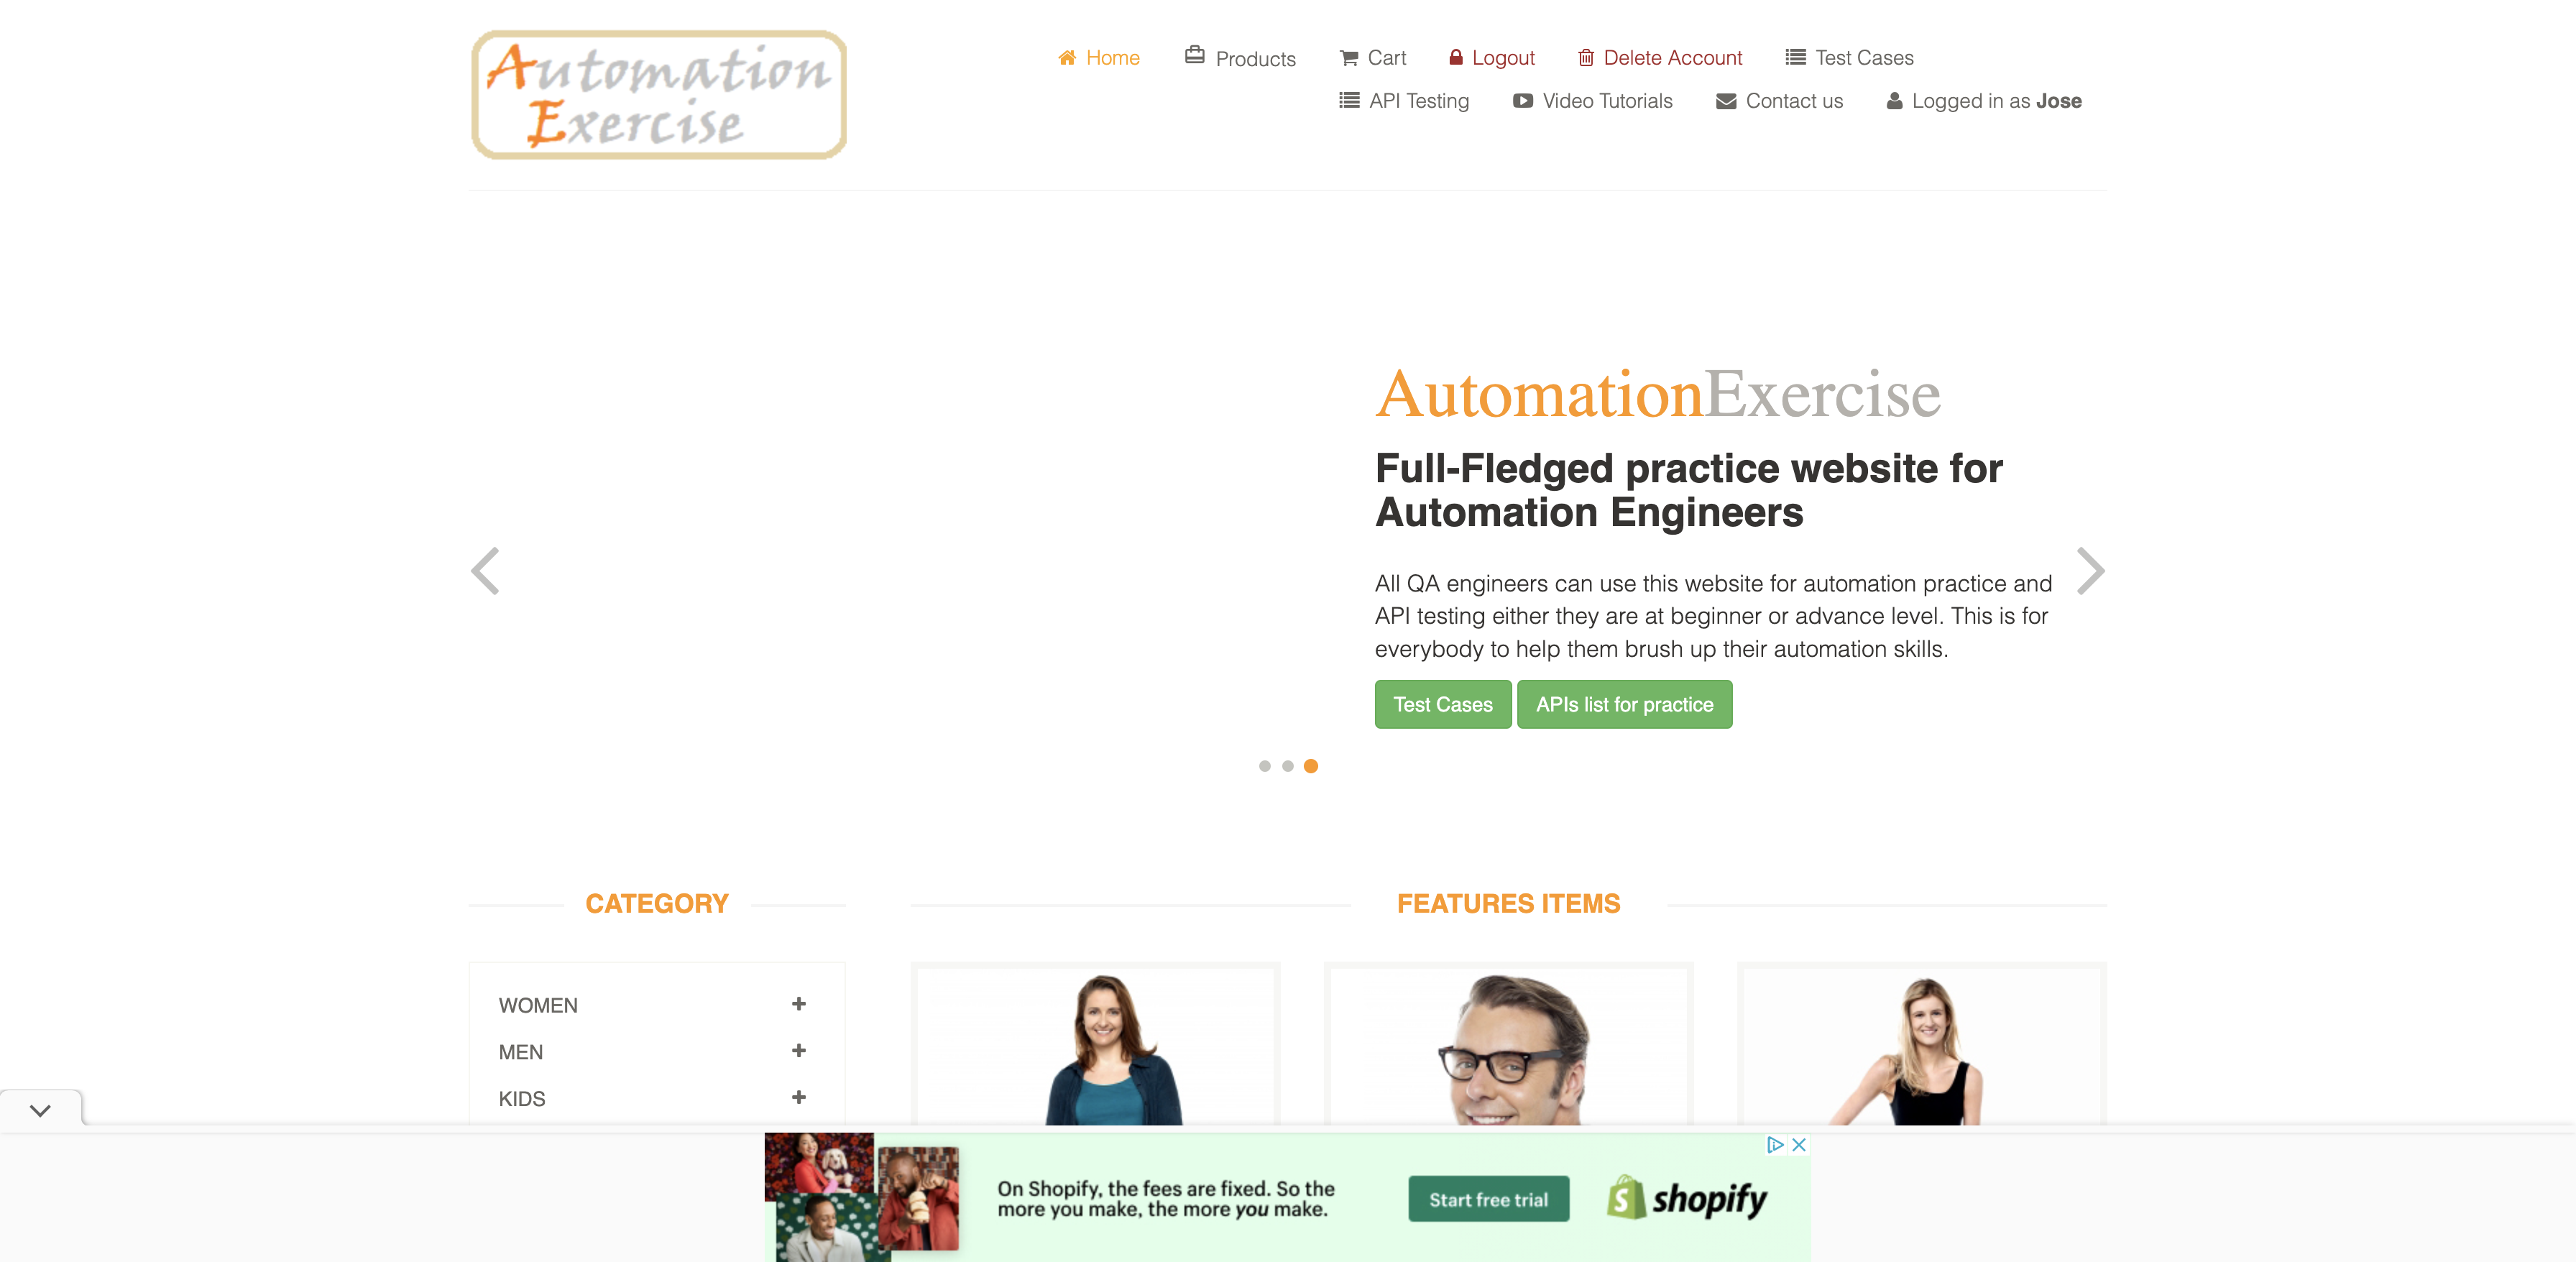 Automation
Exercise
Home Products Cart Logout Delete Account Test Cases
API Testing Video Tutorials Contact us Logged in as Jose
AutomationExercise
Full-Fledged practice website for
Automation Engineers
All QA engineers can use this website for automation practice and
API testing either they are at beginner or advance level. This is for
everybody to help them brush up their automation skills.
Test Cases APIs list for practice
CATEGORY
WOMEN
MEN
KIDS
FEATURES ITEMS
On Shopify, the fees are fixed. So the
more you make, the more you make.
Start free trial
shopify